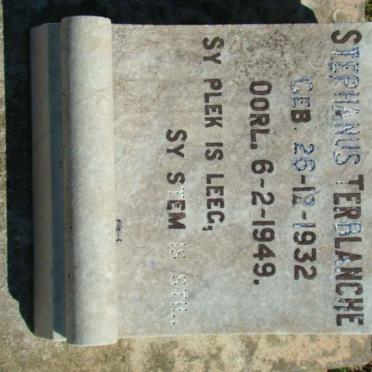 STEPHANUS TERBLANCHE
GEB. 26-12-1932
OORL. 6-2-1949.
SY PLEK IS LEEG,
SY STEM IS STIL.